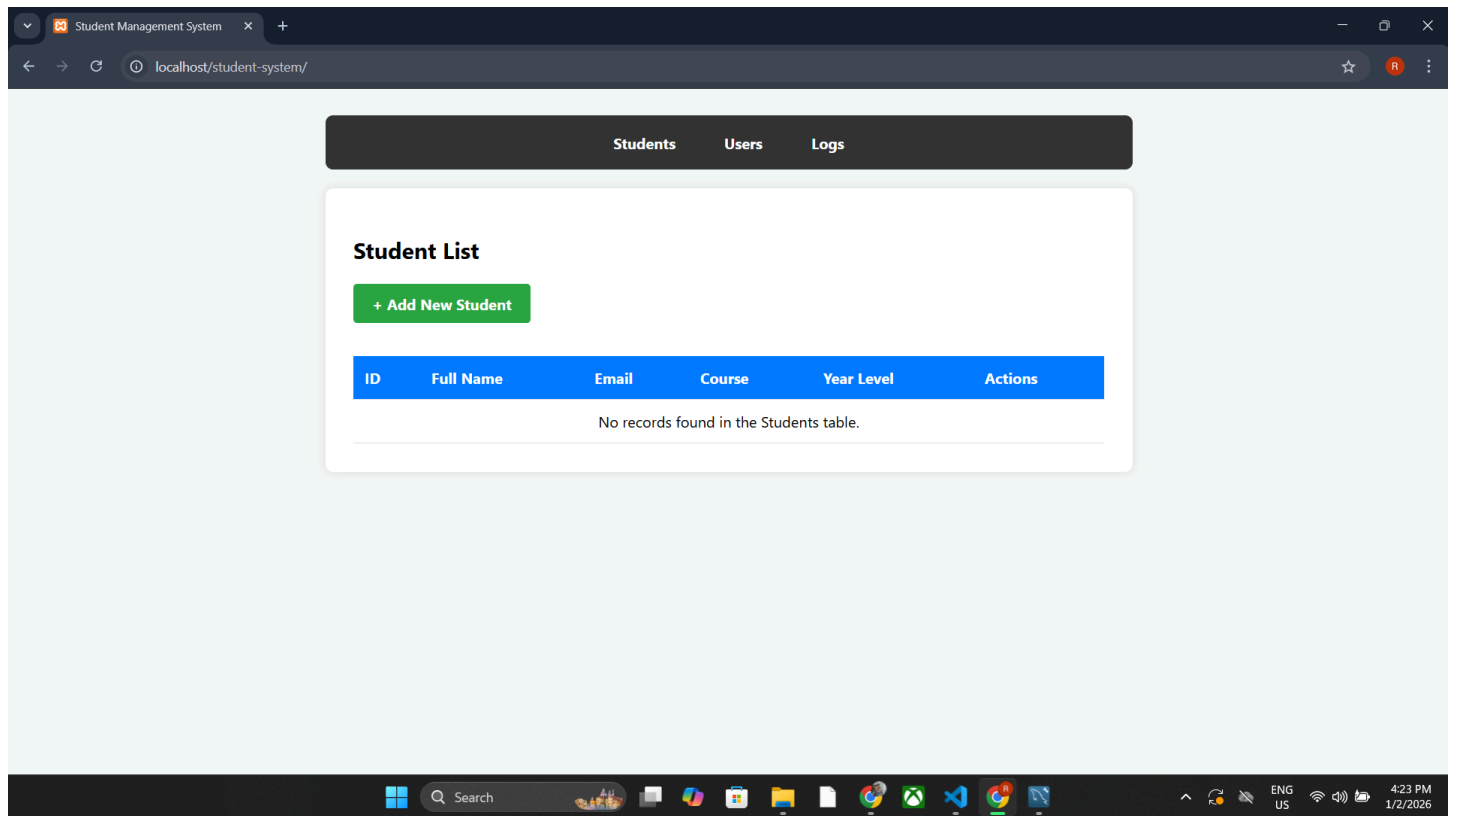 Student Management System
localhost/student-system/
R
Students Users Logs
Student List
+ Add New Student
ID Full Name Email Course Year Level Actions
No records found in the Students table.
Search
R
ENG
US
4:23 PM
1/2/2026